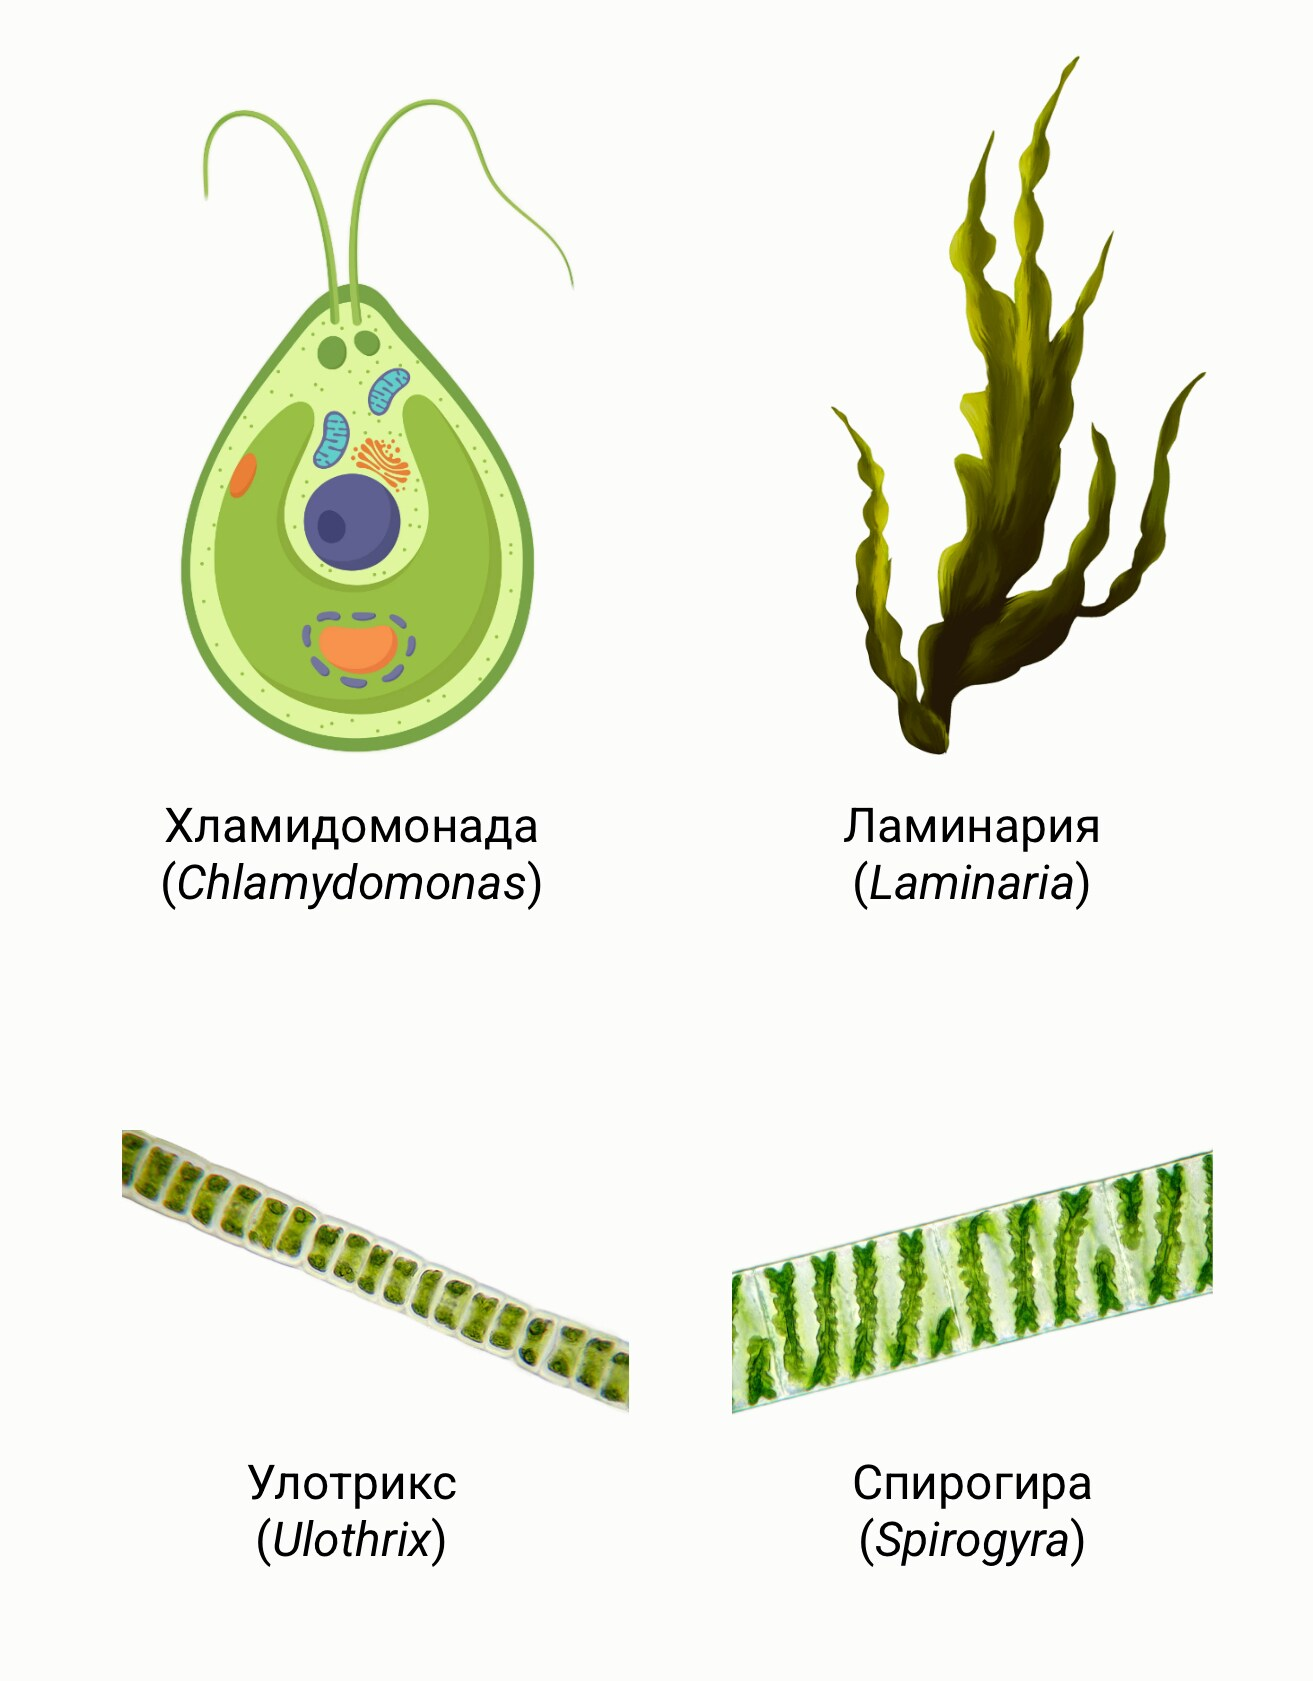 Хламидомонада
(Chlamydomonas)
Ламинария
(Laminaria)
Улотрикс
(Ulothrix)
Спирогира
(Spirogyra)